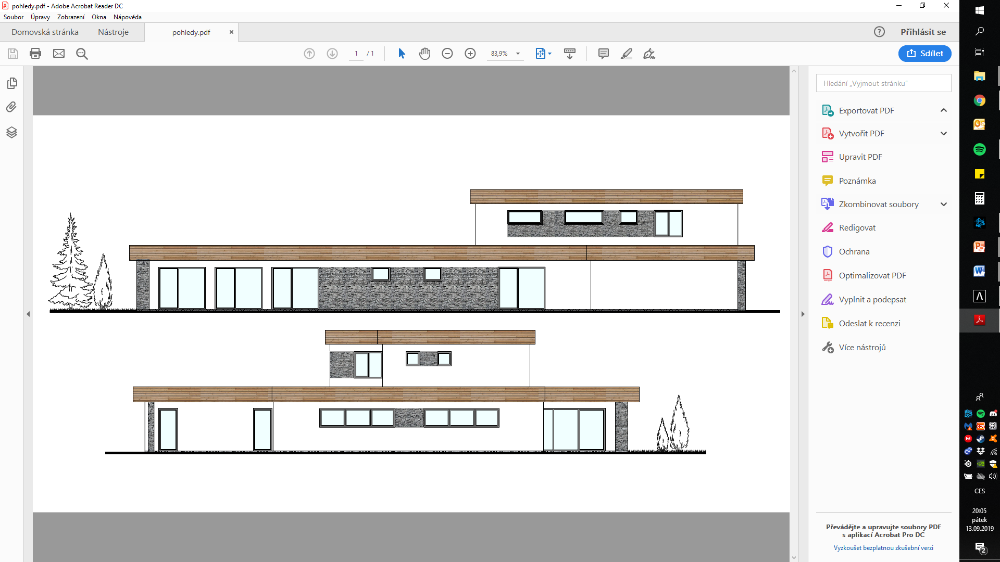 pohledy.pdf - Adobe Acrobat Reader DC
Soubor Úpravy Zobrazení Okna Nápověda
Domovská stránka Nástroje pohledy.pdf × Přihlásit se
1 / 1 83,9% Sdílet
Hledání „Vyjmout stránku“
Exportovat PDF
Vytvořit PDF
Upravit PDF
Poznámka
Zkombinovat soubory
Redigovat
Ochrana
Optimalizovat PDF
Vyplnit a podepsat
Odeslat k recenzi
Více nástrojů
Převádějte a upravujte soubory PDF
s aplikací Acrobat Pro DC
Vyzkoušet bezplatnou zkušební verzi
CES
20:05
pátek
13.09.2019
2